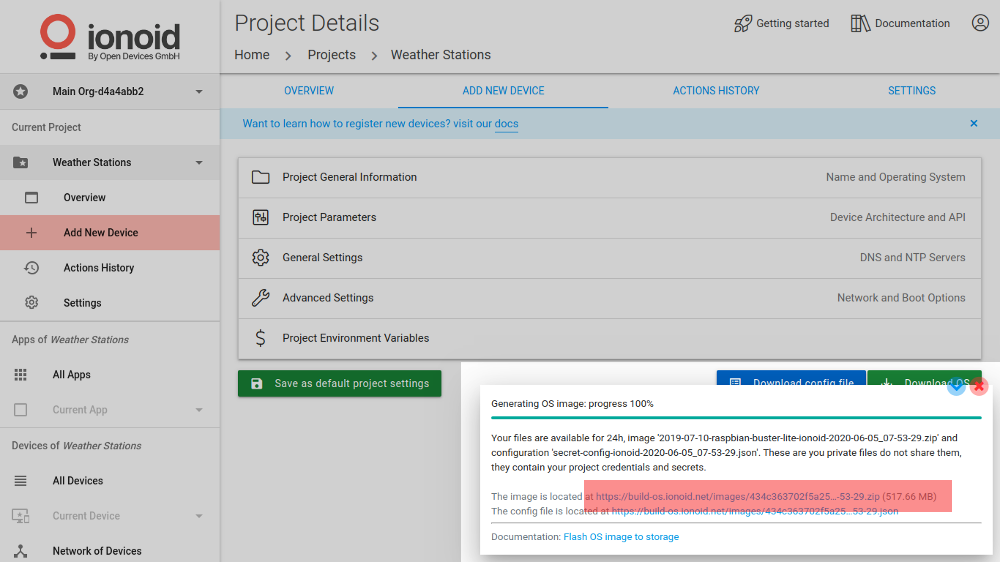 ionoid
By Open Devices GmbH
Project Details
Getting started
Documentation
Home > Projects > Weather Stations
Main Org-d4a4abb2
OVERVIEW
ADD NEW DEVICE
ACTIONS HISTORY
SETTINGS
Current Project
Want to learn how to register new devices? visit our docs
Weather Stations
Overview
Add New Device
Actions History
Settings
Apps of Weather Stations
All Apps
Current App
Devices of Weather Stations
All Devices
Current Device
Network of Devices
Project General Information
Name and Operating System
Project Parameters
Device Architecture and API
General Settings
DNS and NTP Servers
Advanced Settings
Network and Boot Options
Project Environment Variables
Save as default project settings
Download config file
Download OS
Generating OS image: progress 100%
Your files are available for 24h, image '2019-07-10-raspbian-buster-lite-ionoid-2020-06-05_07-53-29.zip' and
configuration 'secret-config-ionoid-2020-06-05_07-53-29.json'. These are you private files do not share them,
they contain your project credentials and secrets.
The image is located at https://build-os.ionoid.net/images/434c363702f5a25...-53-29.zip (517.66 MB)
The config file is located at https://build-os.ionoid.net/images/434c363702f5a25...53-29.json
Documentation: Flash OS image to storage